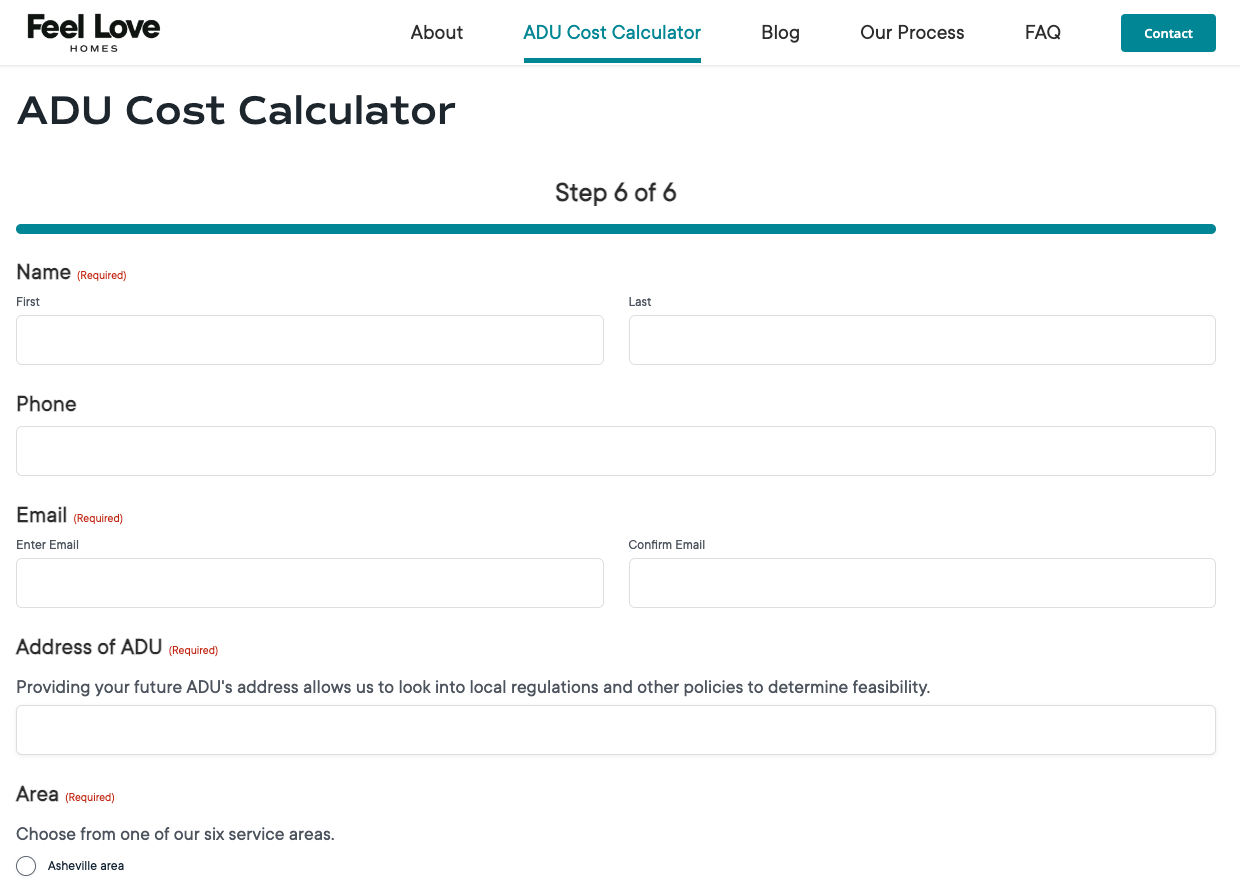 Feel Love
HOMES
About
ADU Cost Calculator
Blog
Our Process
FAQ
Contact
ADU Cost Calculator
Step 6 of 6
Name (Required)
First
Last
Phone
Email (Required)
Enter Email
Confirm Email
Address of ADU (Required)
Providing your future ADU's address allows us to look into local regulations and other policies to determine feasibility.
Area (Required)
Choose from one of our six service areas.
Asheville area